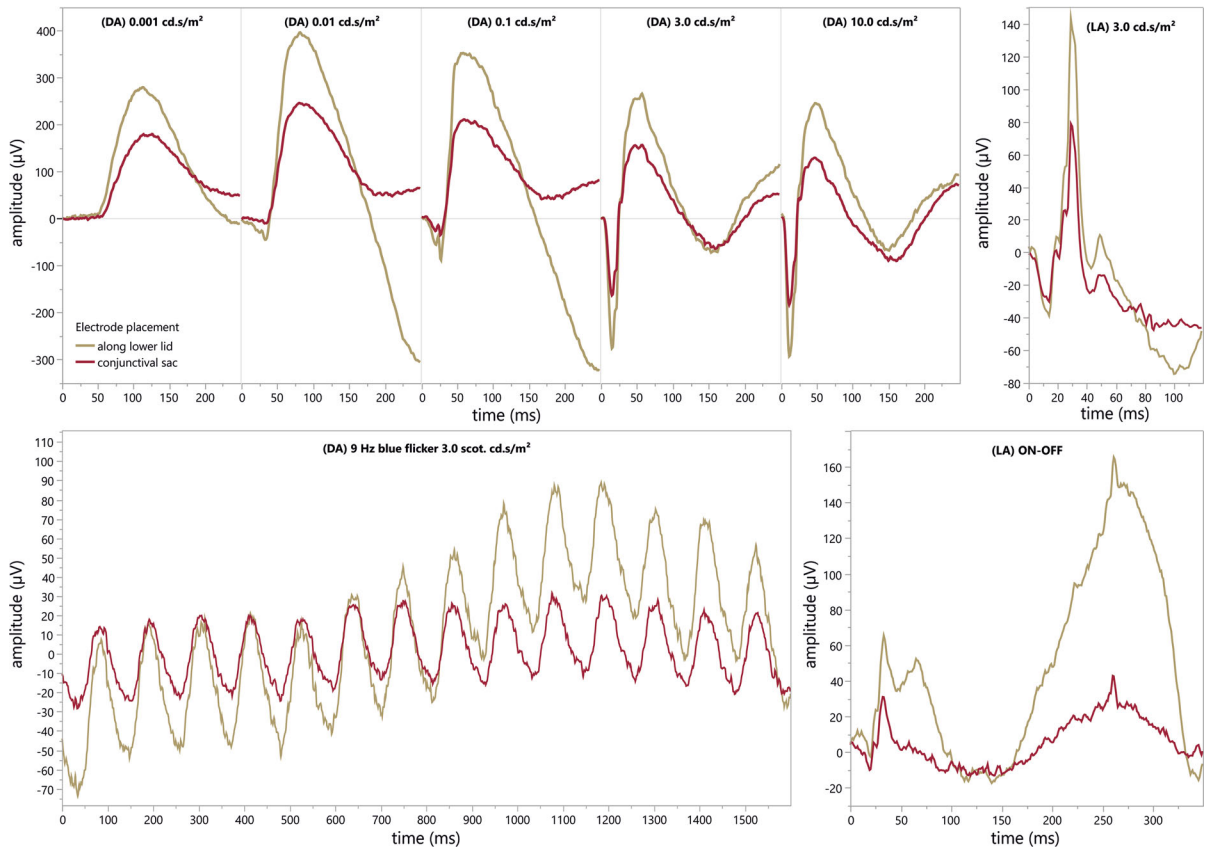 (DA) 0.001 cd.s/m²
(DA) 0.01 cd.s/m²
(DA) 0.1 cd.s/m²
(DA) 3.0 cd.s/m²
(DA) 10.0 cd.s/m²
amplitude (µV)
400
300
200
100
0
-100
-200
-300
Electrode placement
along lower lid
conjunctival sac
0 50 100 150 200 0 50 100 150 200 0 50 100 150 200 0 50 100 150 200 0 50 100 150 200
time (ms)
(LA) 3.0 cd.s/m²
amplitude (µV)
140
120
100
80
60
40
20
0
-20
-40
-60
-80
0 20 40 60 80 100
time (ms)
(DA) 9 Hz blue flicker 3.0 scot. cd.s/m²
amplitude (µV)
110
100
90
80
70
60
50
40
30
20
10
0
-10
-20
-30
-40
-50
-60
-70
0 100 200 300 400 500 600 700 800 900 1000 1100 1200 1300 1400 1500
time (ms)
(LA) ON-OFF
amplitude (µV)
160
140
120
100
80
60
40
20
0
-20
0 50 100 150 200 250 300
time (ms)